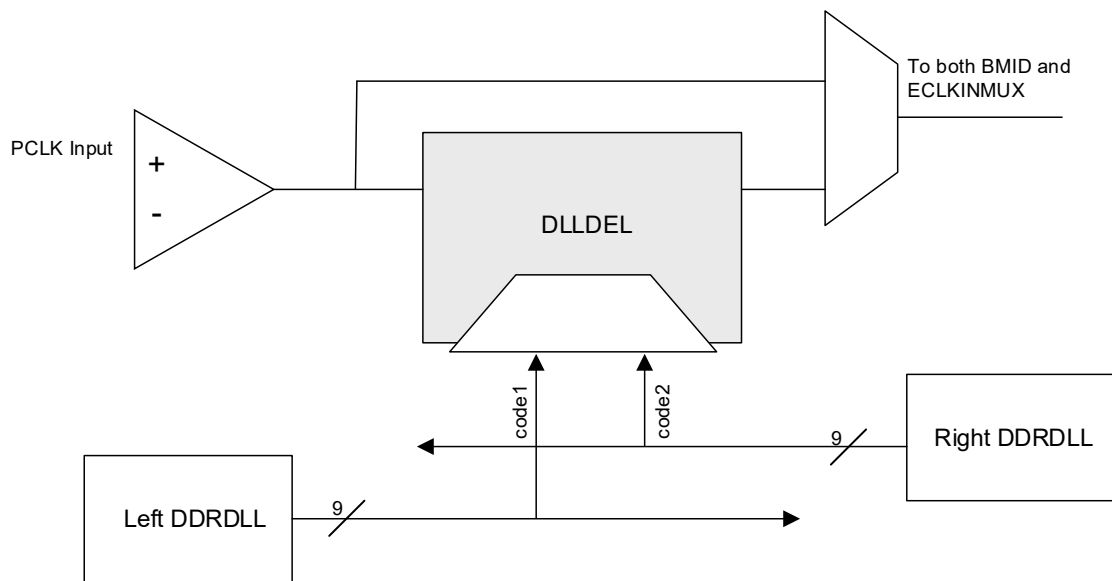 To both BMID and
ECLKINMUX
PCLK Input
+
-
DLLDEL
code1
code2
9
Right DDRDLL
9
Left DDRDLL